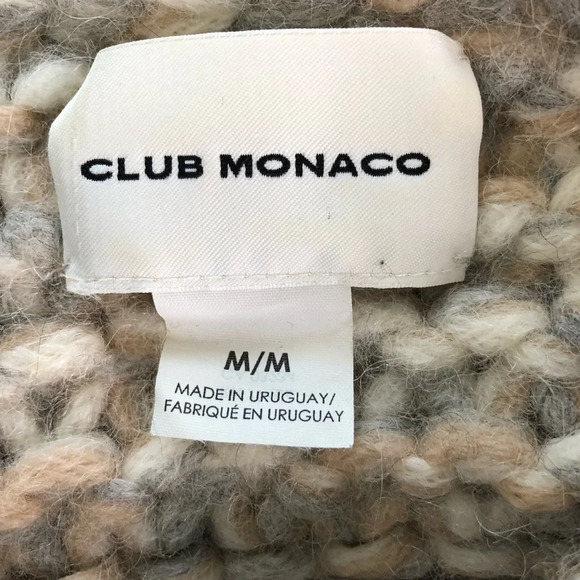 CLUB MONACO
M/M
MADE IN URUGUAY/
FABRIQUÉ EN URUGUAY